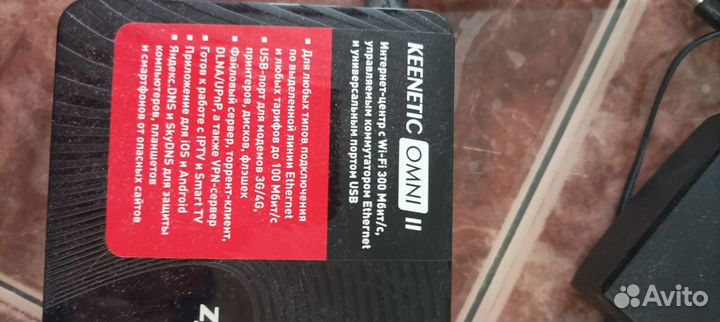 KEENETIC OMNI II
Интернет-центр с Wi-Fi 300 Мбит/с,
управляемым коммутатором Ethernet
и универсальным портом USB
▪ Для любых типов подключения
по выделенной линии Ethernet
и любых тарифов до 100 Мбит/с
▪ USB-порт для модемов 3G/4G,
принтеров, дисков, флэшек
▪ Файловый сервер, торрент-клиент,
DLNA/UPnP, а также VPN-сервер
▪ Готов к работе с IPTV и Smart TV
▪ Приложение для iOS и Android
▪ Яндекс.DNS и SkyDNS для защиты
компьютеров, планшетов
и смартфонов от опасных сайтов
Avito